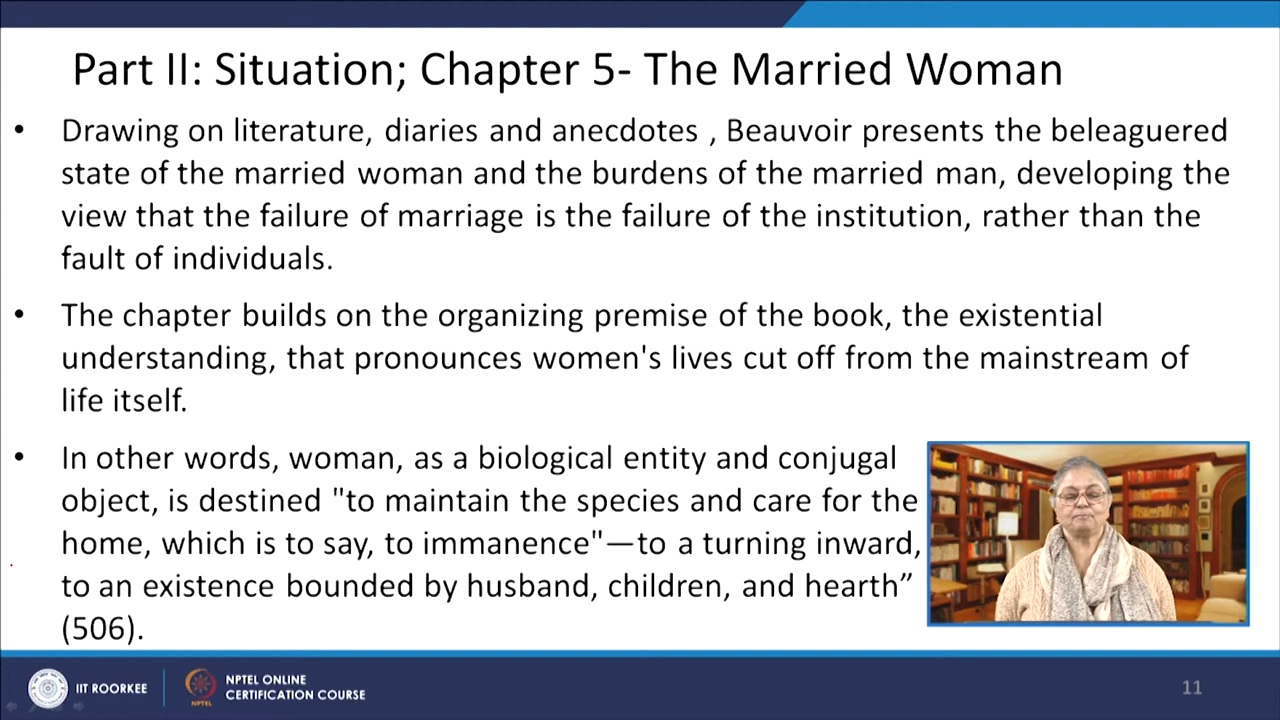 Part II: Situation; Chapter 5- The Married Woman
• Drawing on literature, diaries and anecdotes , Beauvoir presents the beleaguered
state of the married woman and the burdens of the married man, developing the
view that the failure of marriage is the failure of the institution, rather than the
fault of individuals.
• The chapter builds on the organizing premise of the book, the existential
understanding, that pronounces women's lives cut off from the mainstream of
life itself.
• In other words, woman, as a biological entity and conjugal
object, is destined "to maintain the species and care for the
home, which is to say, to immanence"—to a turning inward,
to an existence bounded by husband, children, and hearth”
(506).
IIT ROORKEE
NPTEL
NPTEL ONLINE
CERTIFICATION COURSE
11